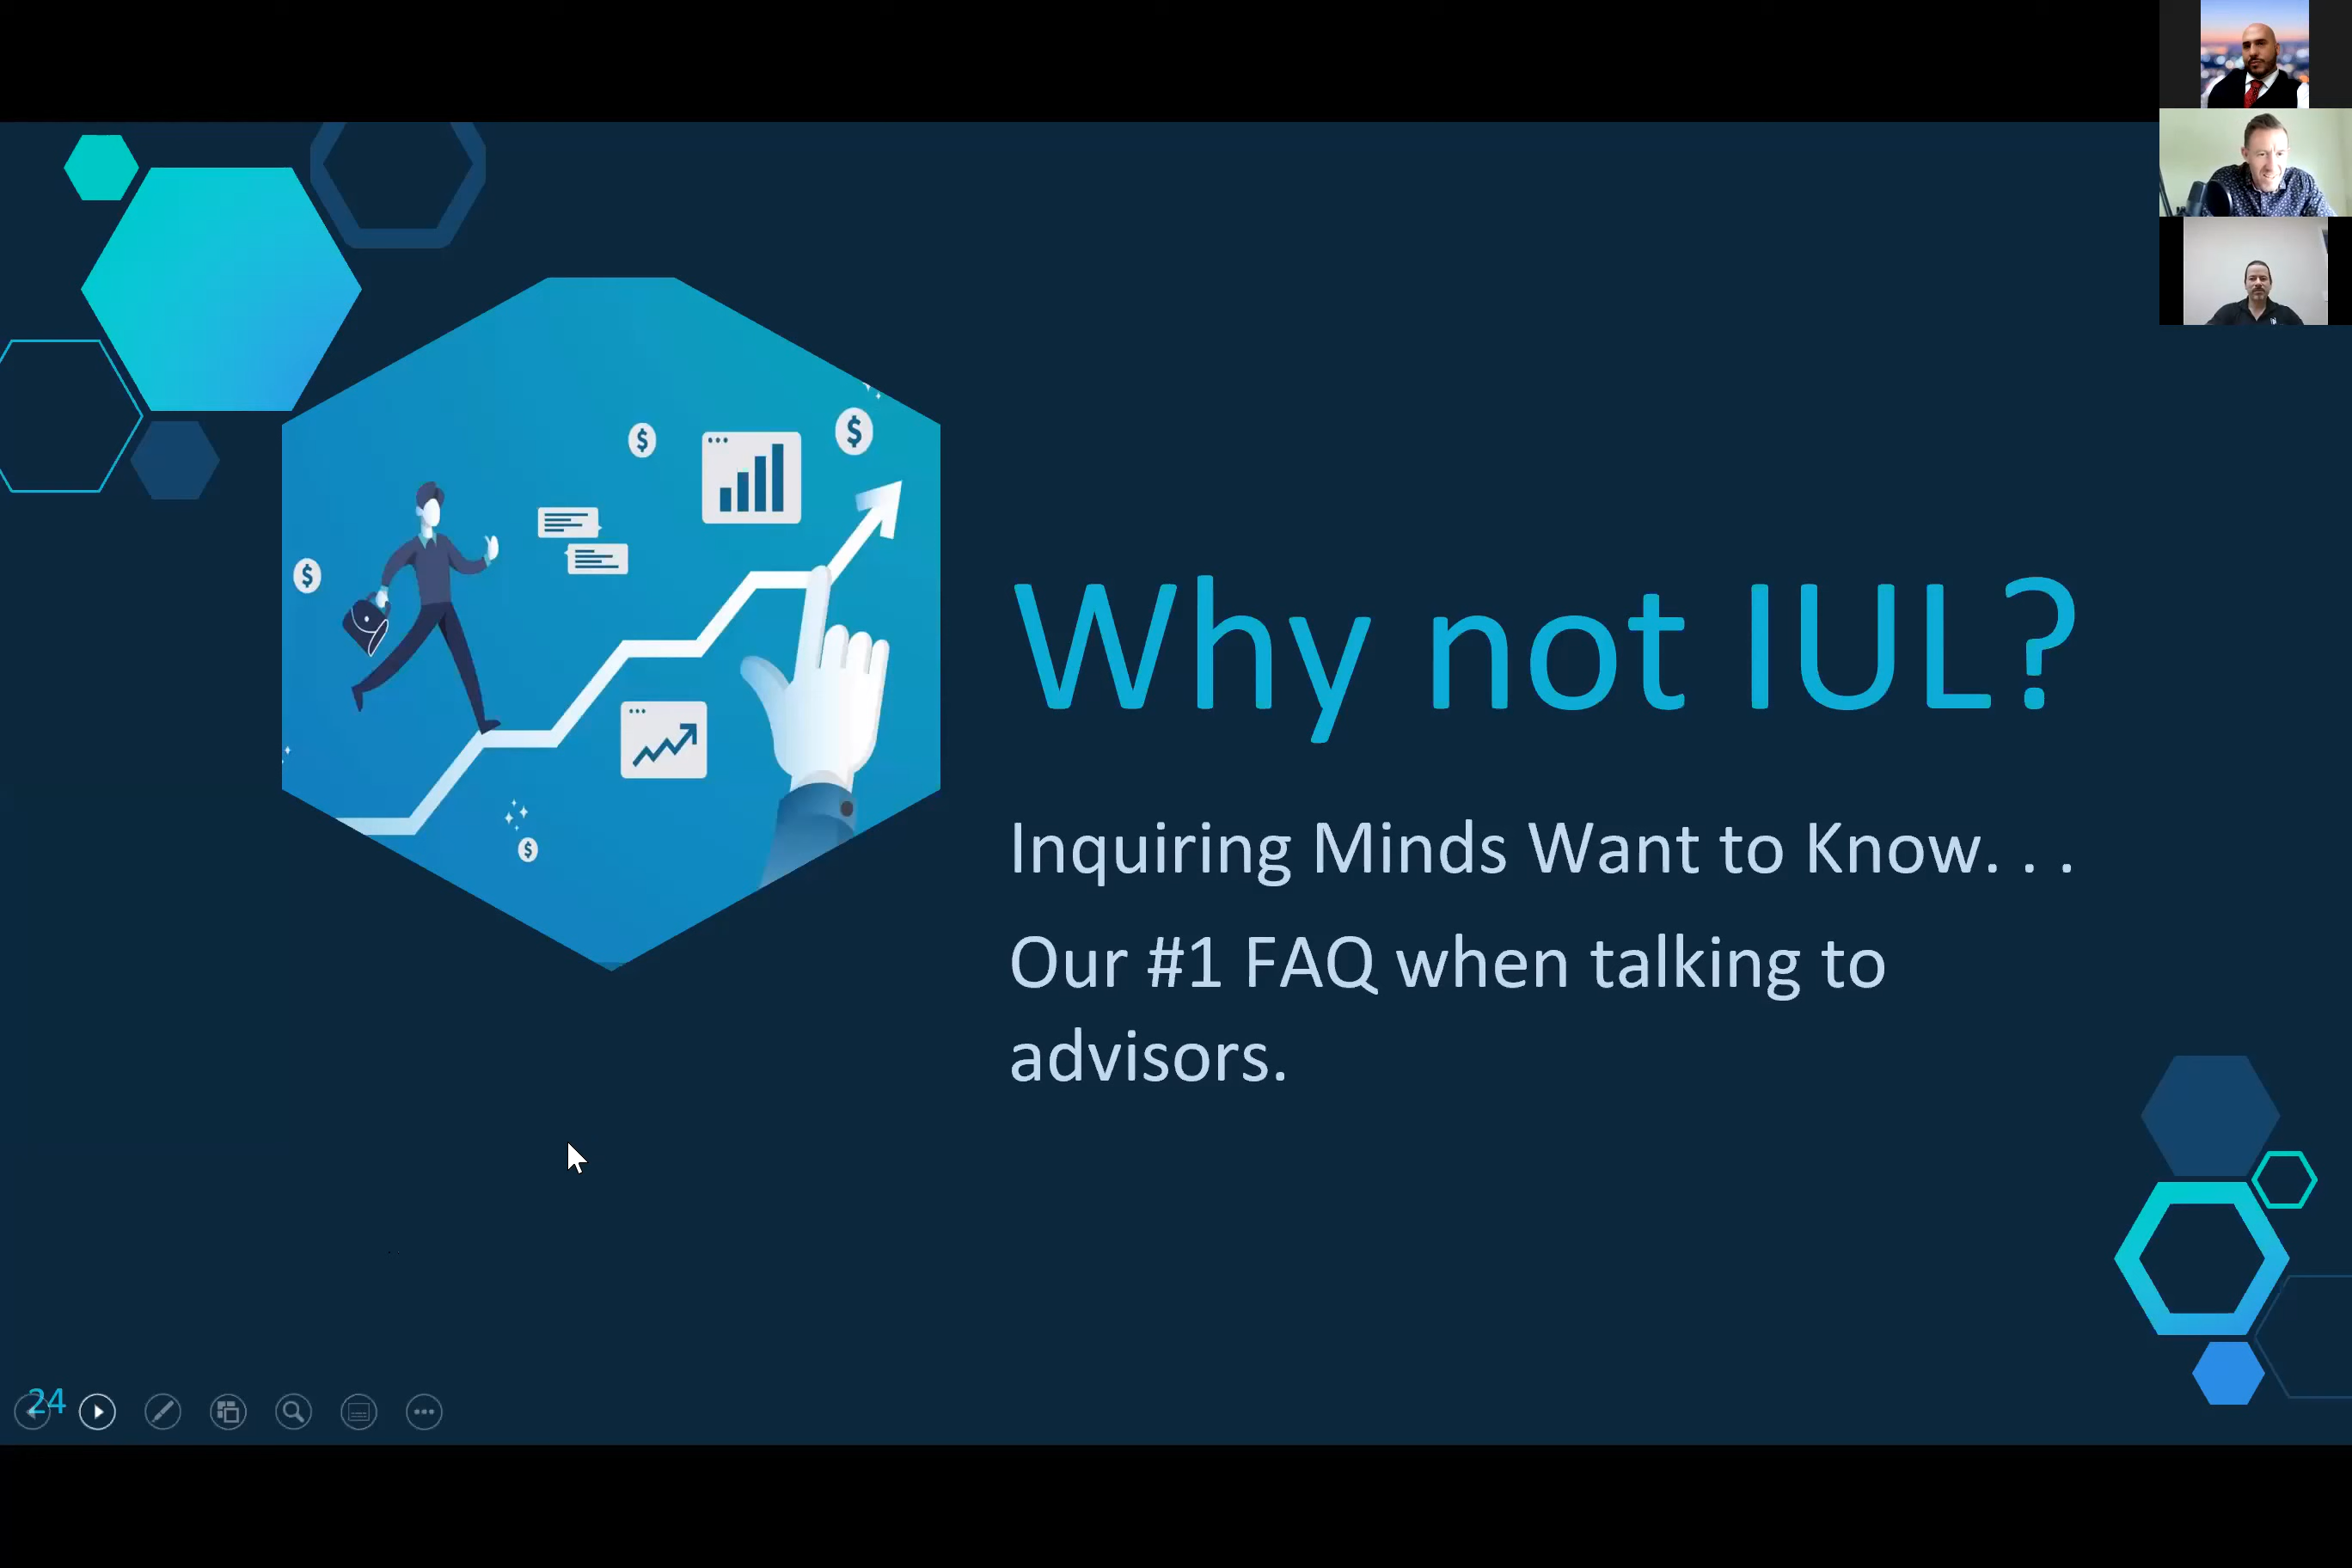 Why not IUL?
Inquiring Minds Want to Know. . .
Our #1 FAQ when talking to
advisors.
24